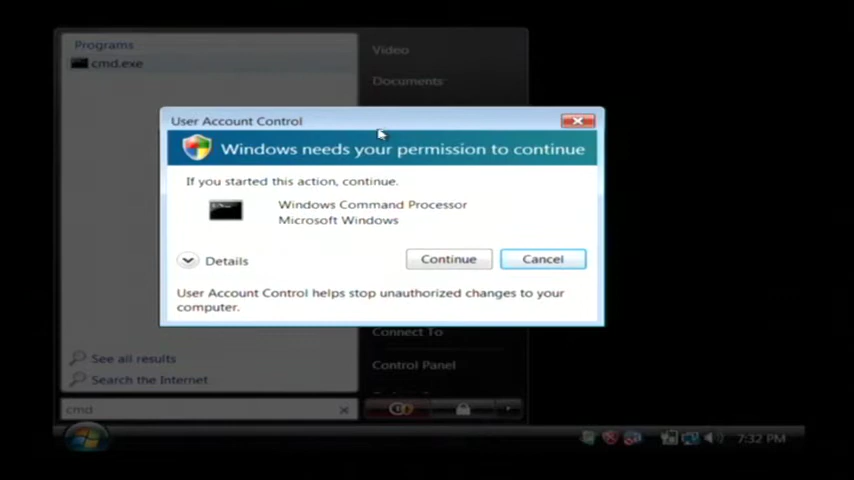 Programs
cmd.exe
Video
Documents
User Account Control
Windows needs your permission to continue
If you started this action, continue.
Windows Command Processor
Microsoft Windows
Details
Continue
Cancel
User Account Control helps stop unauthorized changes to your
computer.
Connect To
Control Panel
See all results
Search the Internet
cmd
7:32 PM